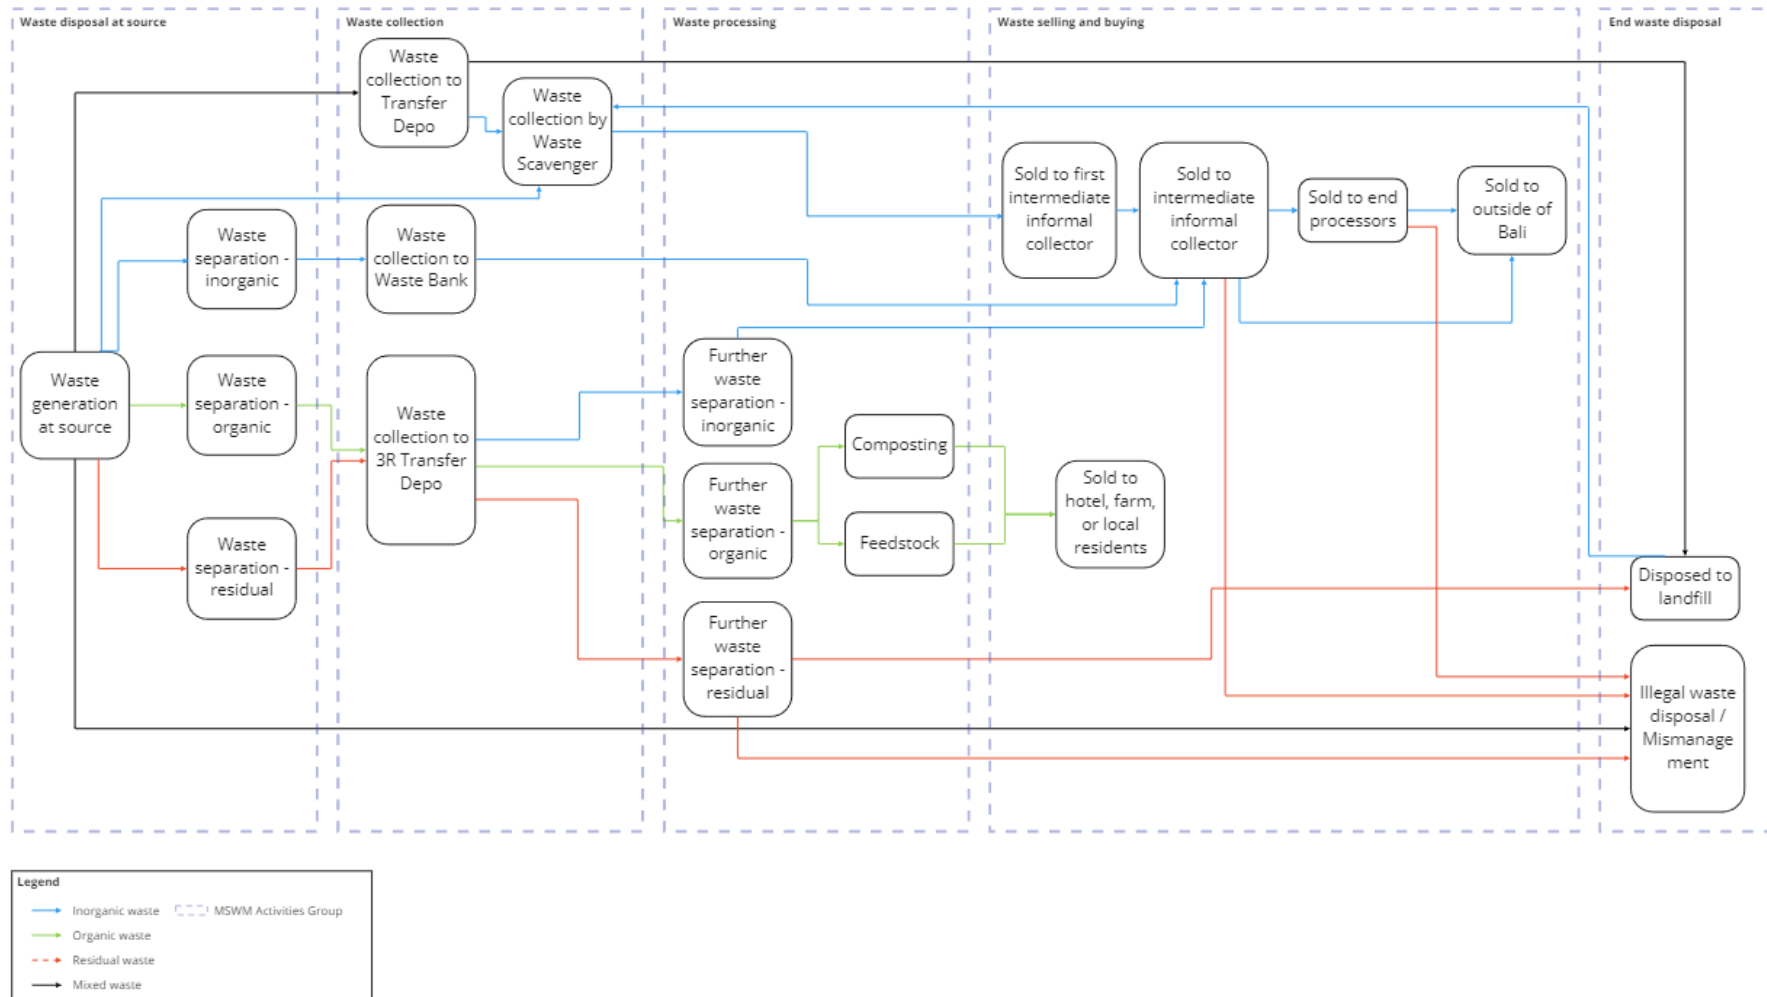 Waste disposal at source
Waste collection
Waste processing
Waste selling and buying
End waste disposal
Waste
collection to
Transfer
Depo
Waste
collection by
Waste
Scavenger
Sold to first
intermediate
informal
collector
Sold to
intermediate
informal
collector
Sold to end
processors
Sold to
outside of
Bali
Waste
separation -
inorganic
Waste
collection to
Waste Bank
Waste
generation
at source
Waste
separation -
organic
Waste
collection to
3R Transfer
Depo
Further
waste
separation -
inorganic
Composting
Further
waste
separation -
organic
Feedstock
Sold to
hotel, farm,
or local
residents
Waste
separation -
residual
Further
waste
separation -
residual
Disposed to
landfill
Illegal waste
disposal /
Mismanage
ment
Legend
Inorganic waste
MSWM Activities Group
Organic waste
Residual waste
Mixed waste